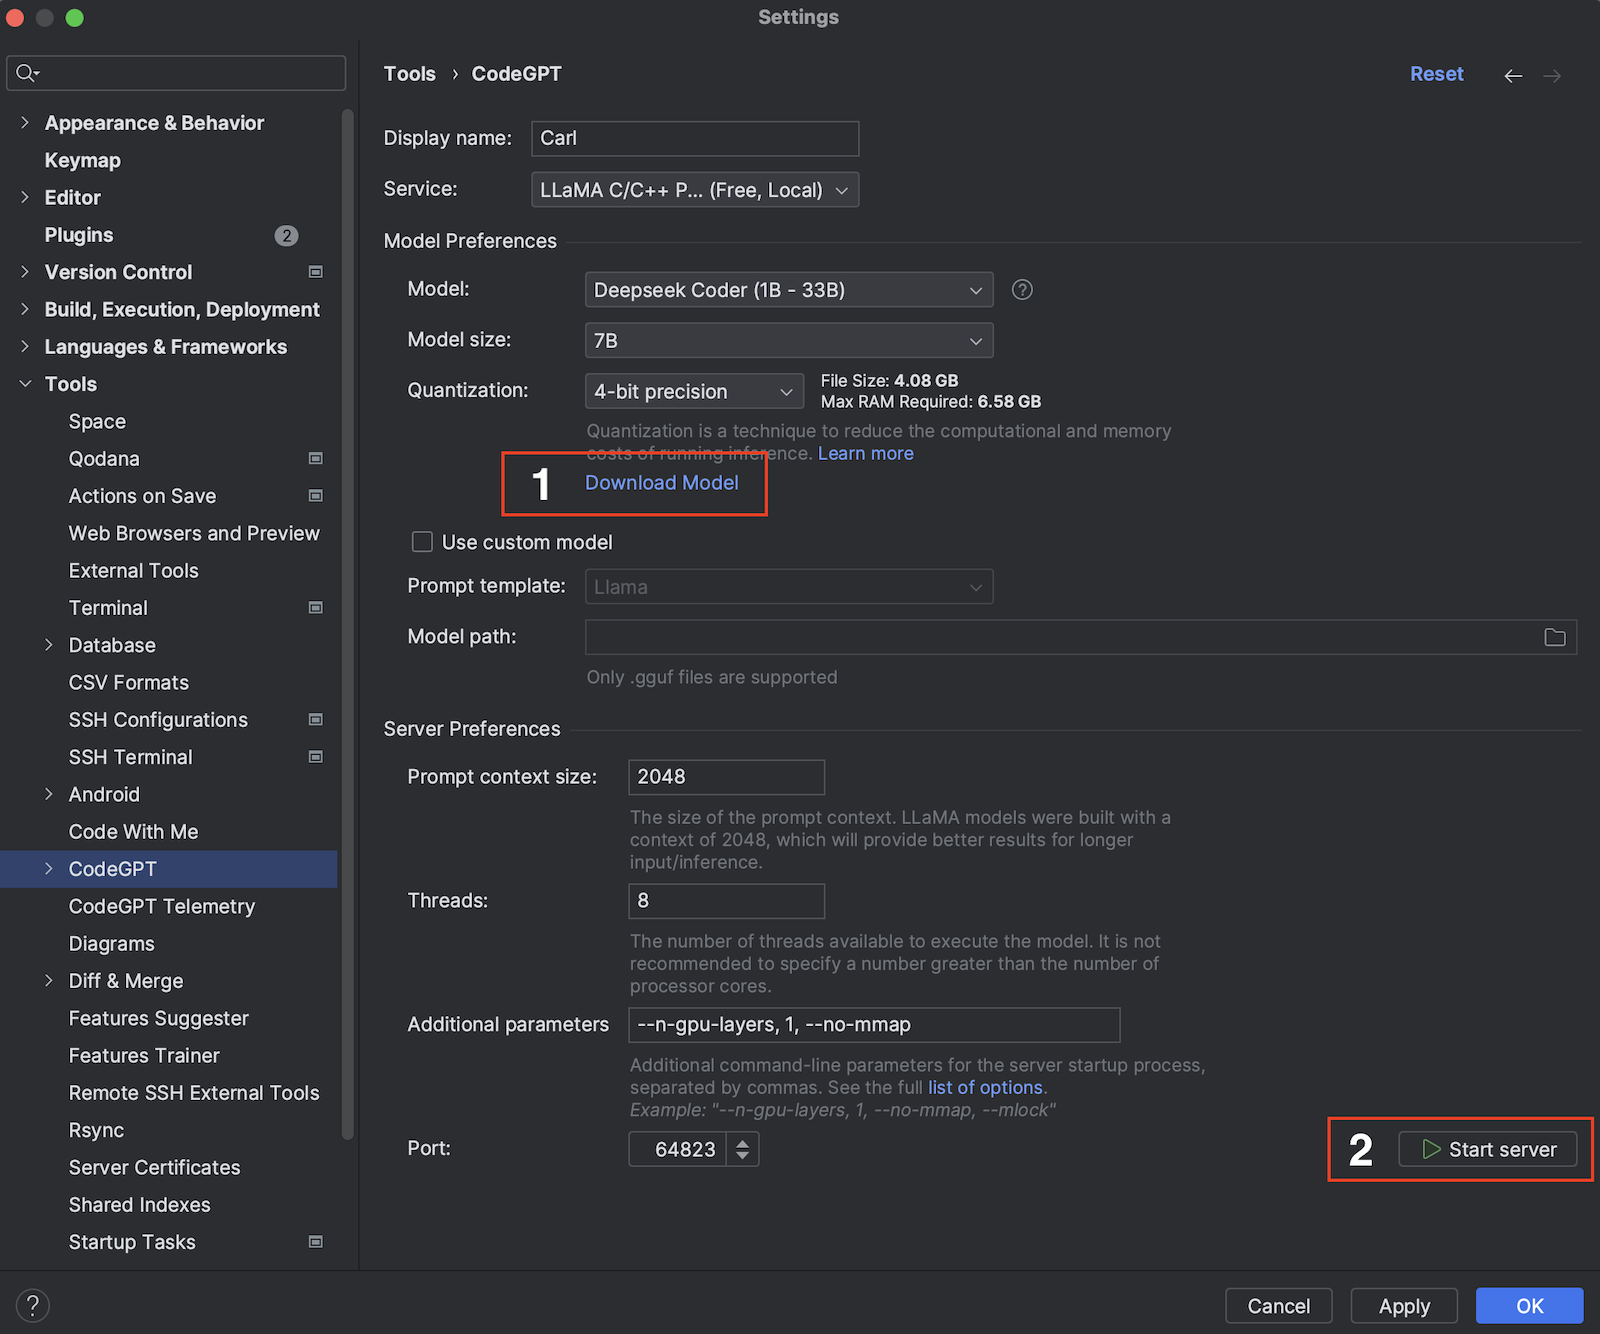 Settings
Appearance & Behavior
Keymap
Editor
Plugins
2
Version Control
Build, Execution, Deployment
Languages & Frameworks
Tools
Space
Qodana
Actions on Save
Web Browsers and Preview
External Tools
Terminal
Database
CSV Formats
SSH Configurations
SSH Terminal
Android
Code With Me
CodeGPT
CodeGPT Telemetry
Diagrams
Diff & Merge
Features Suggester
Features Trainer
Remote SSH External Tools
Rsync
Server Certificates
Shared Indexes
Startup Tasks
?
Tools › CodeGPT
Reset
Display name: Carl
Service: LLaMA C/C++ P... (Free, Local)
Model Preferences
Model: Deepseek Coder (1B - 33B) ?
Model size: 7B
Quantization: 4-bit precision
File Size: 4.08 GB
Max RAM Required: 6.58 GB
Quantization is a technique to reduce the computational and memory
costs of running inference. Learn more
1 Download Model
Use custom model
Prompt template: Llama
Model path:
Only .gguf files are supported
Server Preferences
Prompt context size: 2048
The size of the prompt context. LLaMA models were built with a
context of 2048, which will provide better results for longer
input/inference.
Threads: 8
The number of threads available to execute the model. It is not
recommended to specify a number greater than the number of
processor cores.
Additional parameters --n-gpu-layers, 1, --no-mmap
Additional command-line parameters for the server startup process,
separated by commas. See the full list of options.
Example: "--n-gpu-layers, 1, --no-mmap, --mlock"
Port: 64823
2 Start server
Cancel
Apply
OK